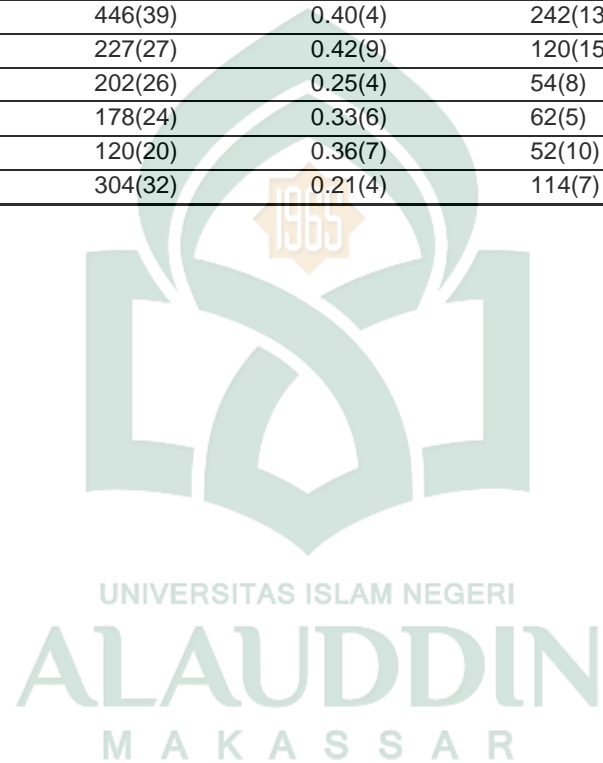 446(39) 0.40(4) 242(13
227(27) 0.42(9) 120(15
202(26) 0.25(4) 54(8)
178(24) 0.33(6) 62(5)
120(20) 0.36(7) 52(10)
304(32) 0.21(4) 114(7)
1965
UNIVERSITAS ISLAM NEGERI
ALAUDDIN
MAKASSAR